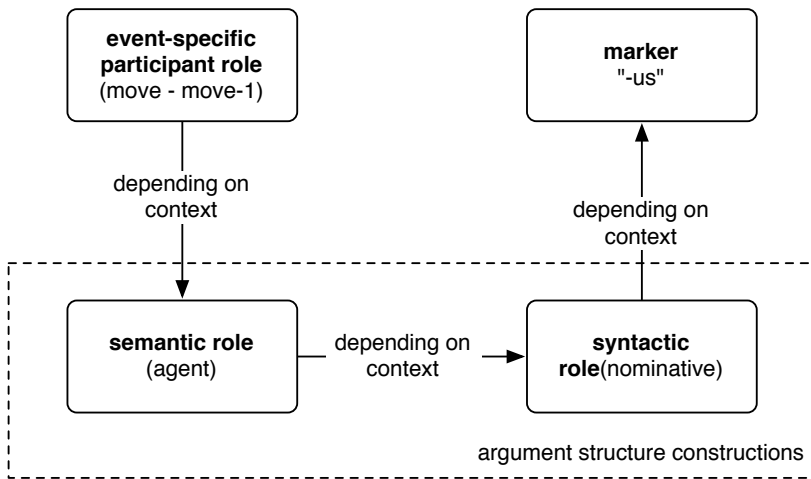 event-specific
participant role
(move - move-1)
marker
"-us"
depending on
context
depending on
context
semantic role
(agent)
depending on
context
syntactic
role(nominative)
argument structure constructions